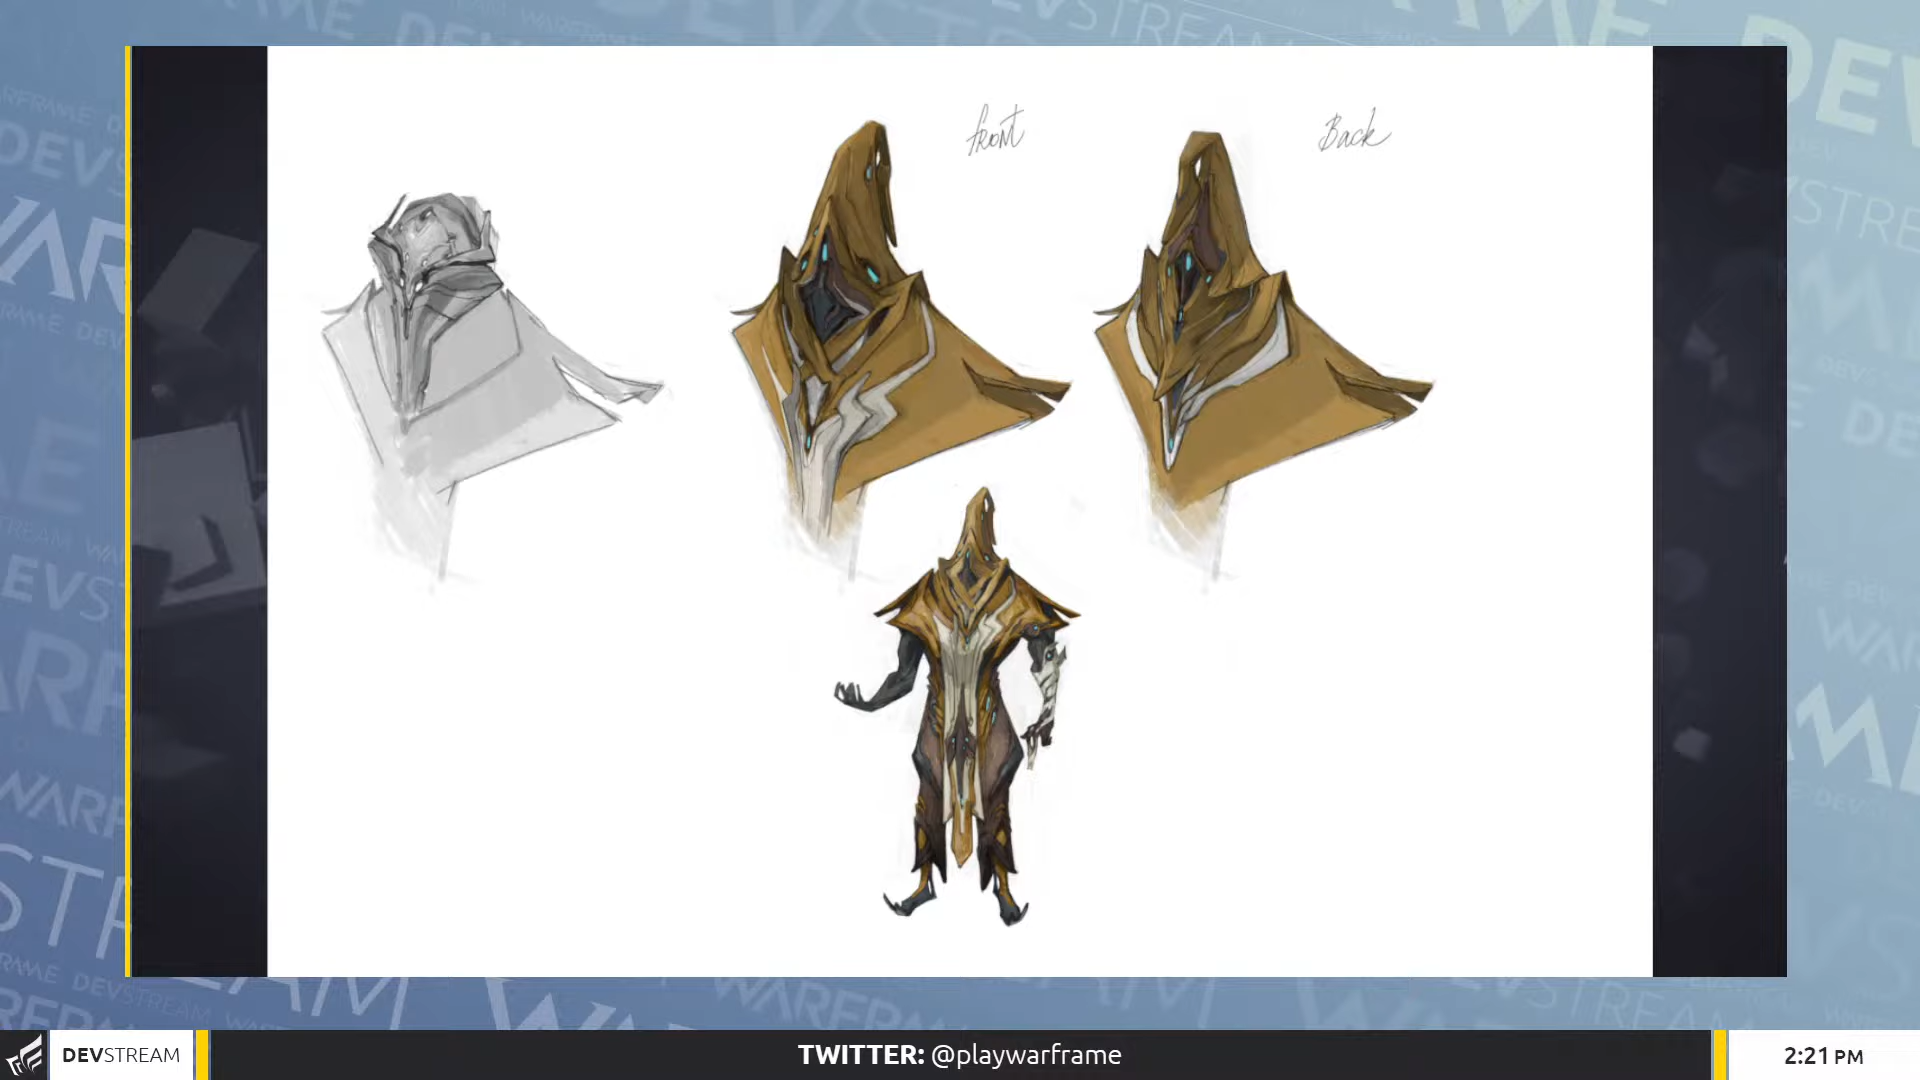 front
Back
DEVSTREAM
TWITTER: @playwarframe
2:21 PM